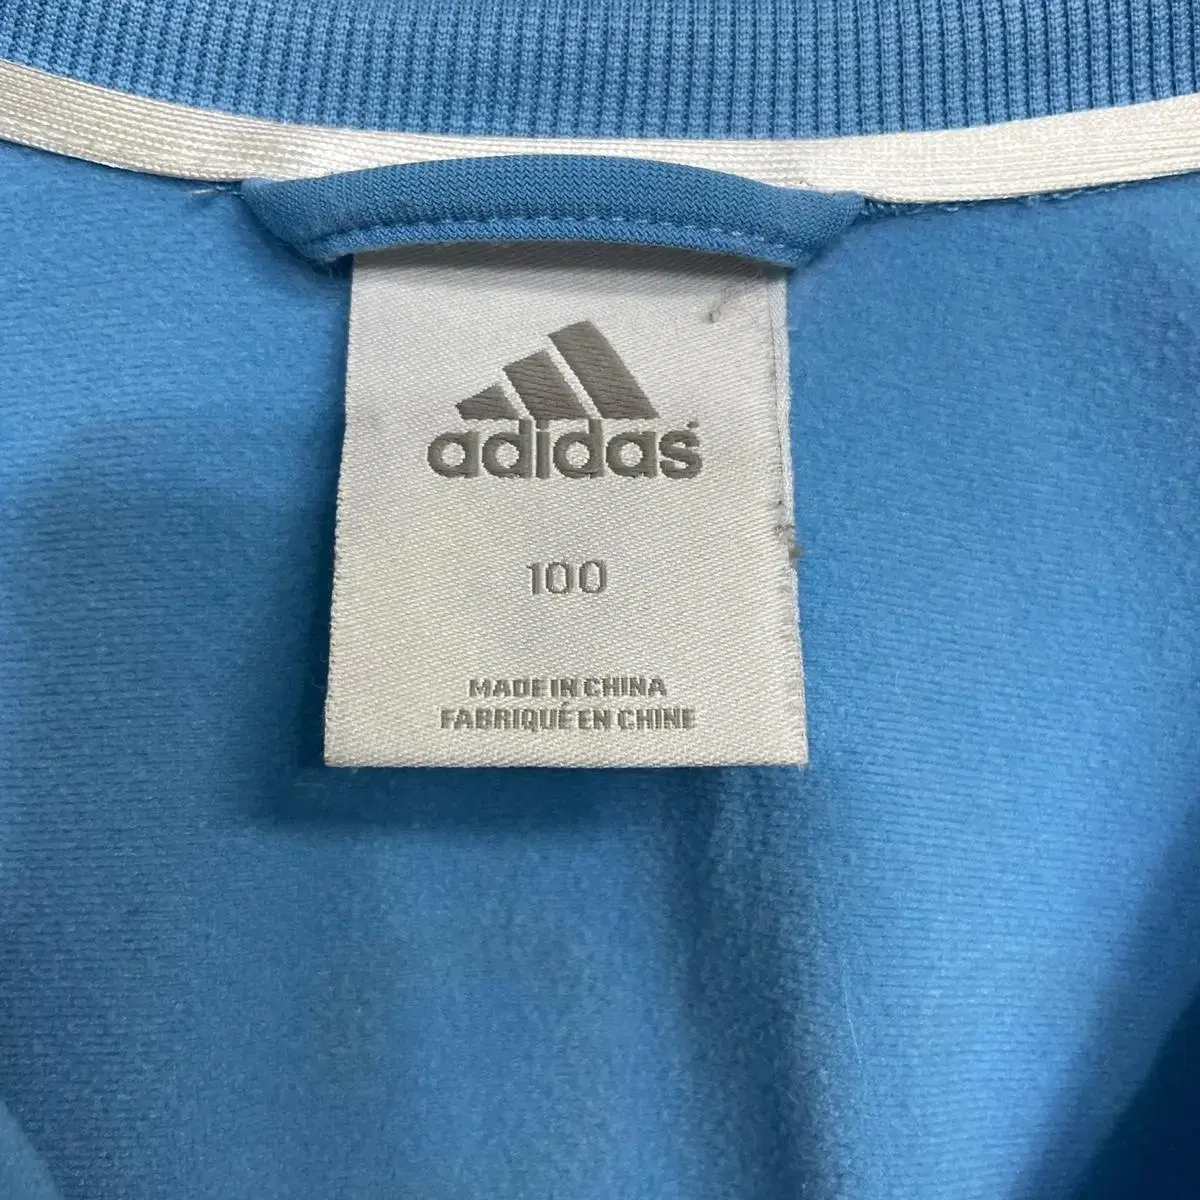 adidas
100
MADE IN CHINA
FABRIQUÉ EN CHINE